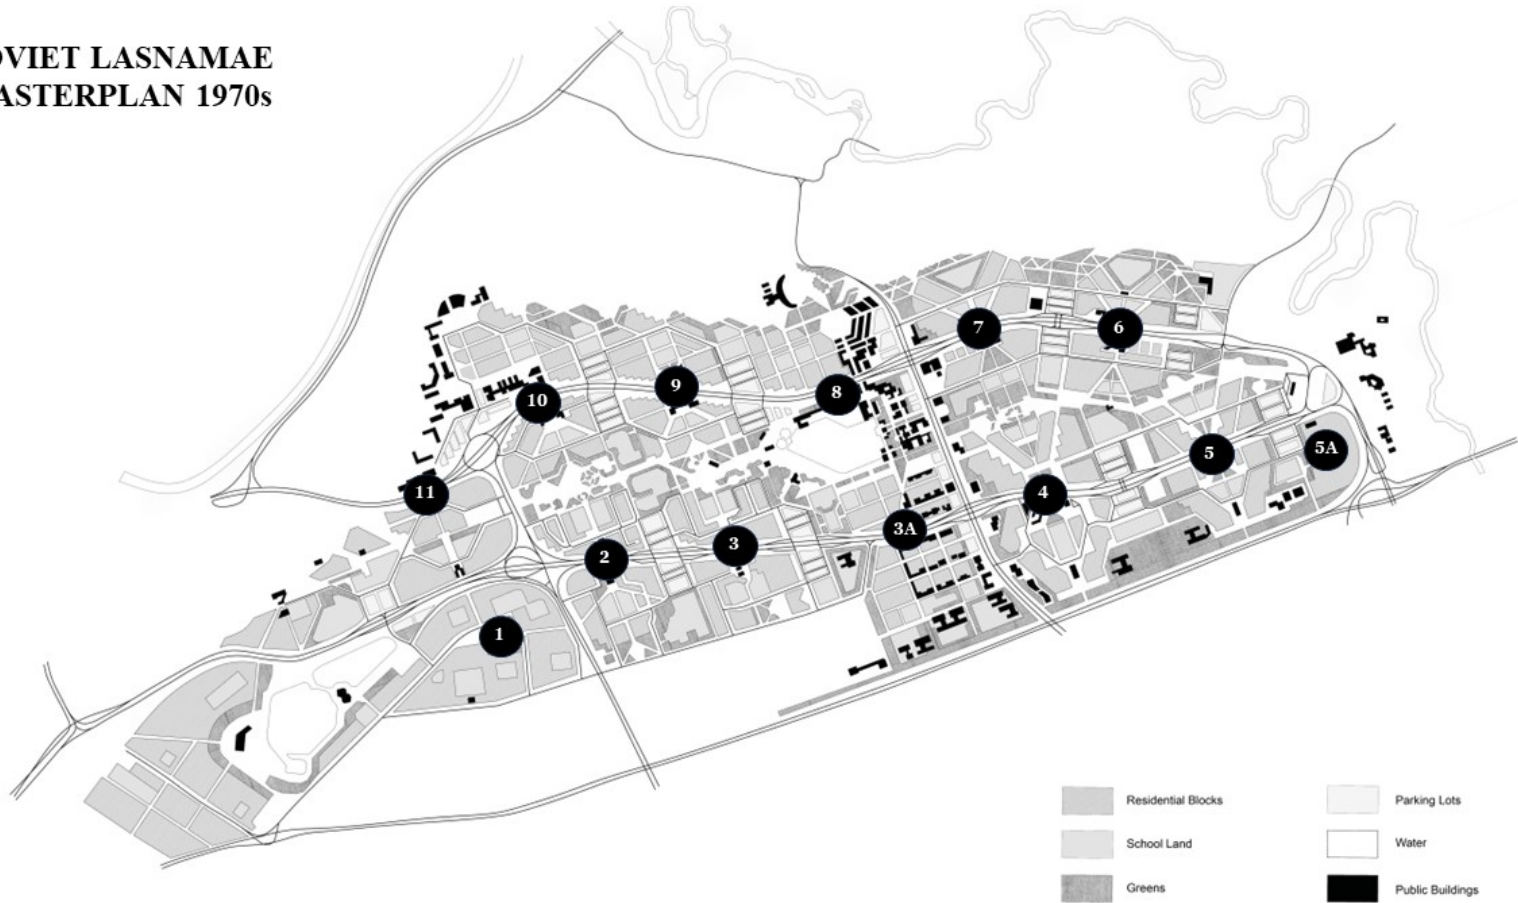 OVIET LASNAMAE
ASTERPLAN 1970s
7
6
9
8
10
5A
5
11
4
3A
3
2
1
Residential Blocks
Parking Lots
School Land
Water
Greens
Public Buildings